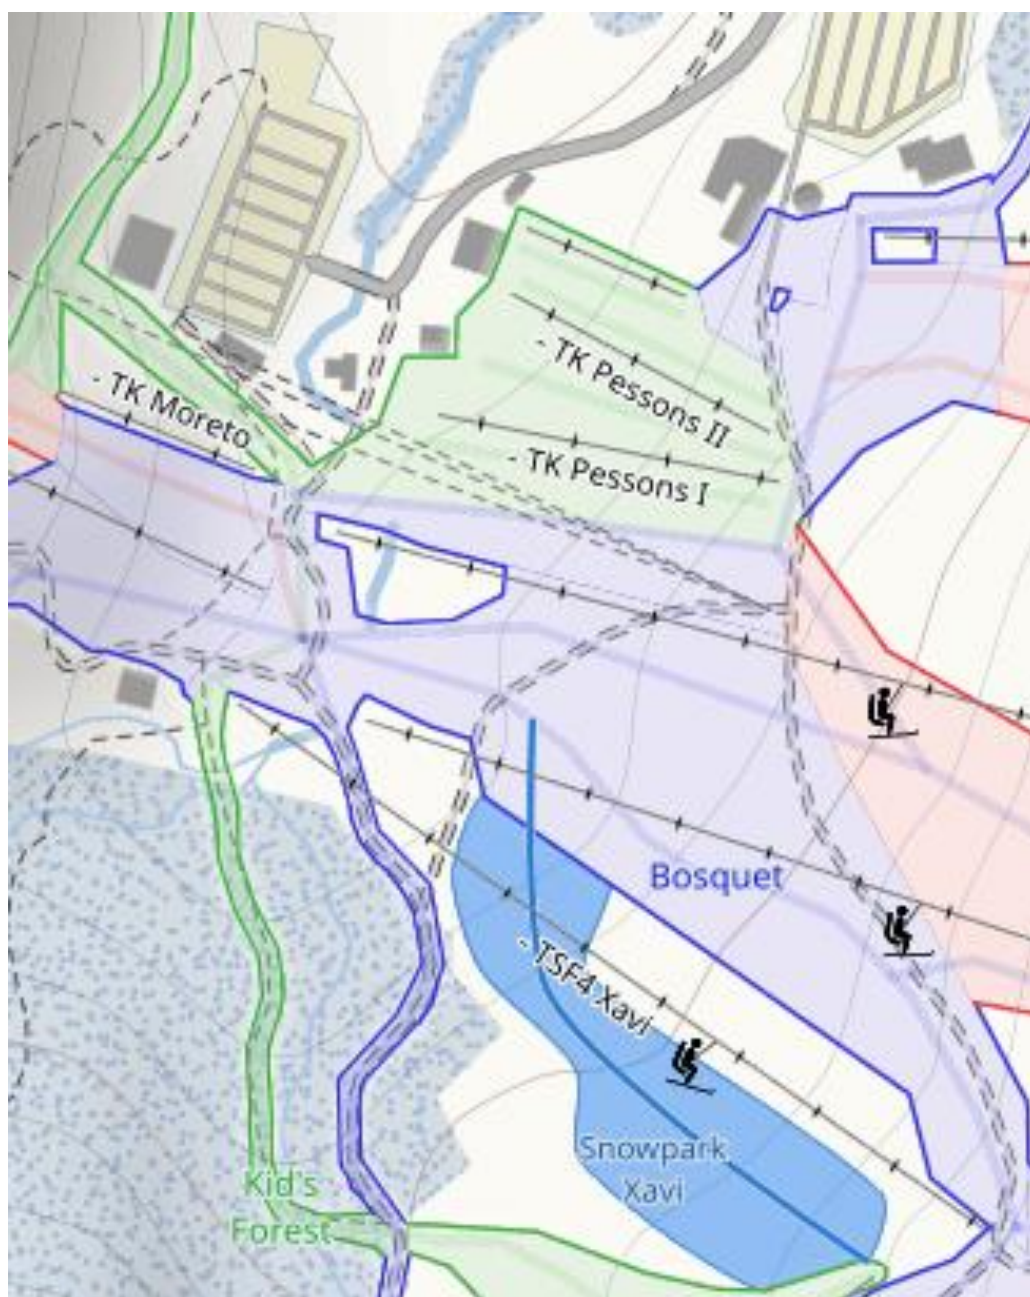 - TK Pessons II
- TK Moreto
- TK Pessons I
Bosquet
- TSF4 Xavi
Snowpark
Xavi
Kid's
Forest